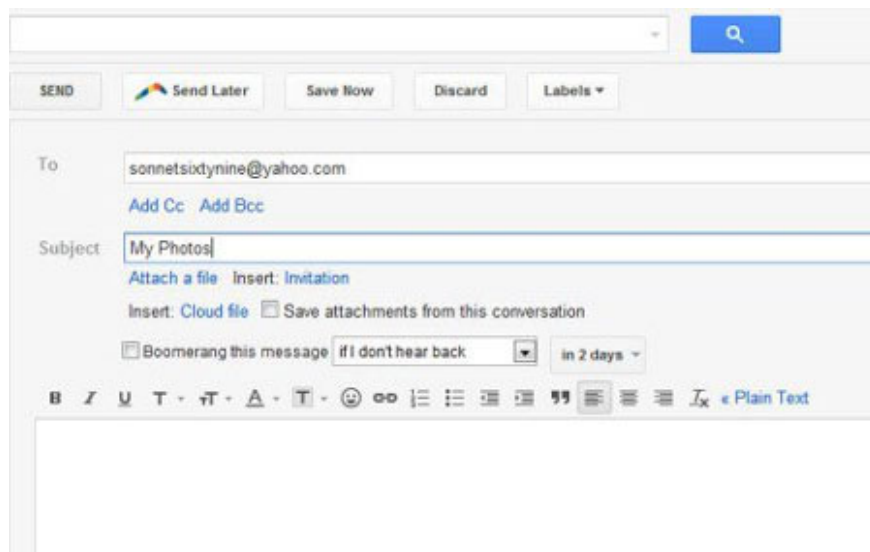 SEND Send Later Save Now Discard Labels
To sonnetsixtynine@yahoo.com
Add Cc Add Bcc
Subject My Photos
Attach a file Insert: Invitation
Insert: Cloud file Save attachments from this conversation
Boomerang this message if I don't hear back in 2 days
B I U T тT A T Tx « Plain Text